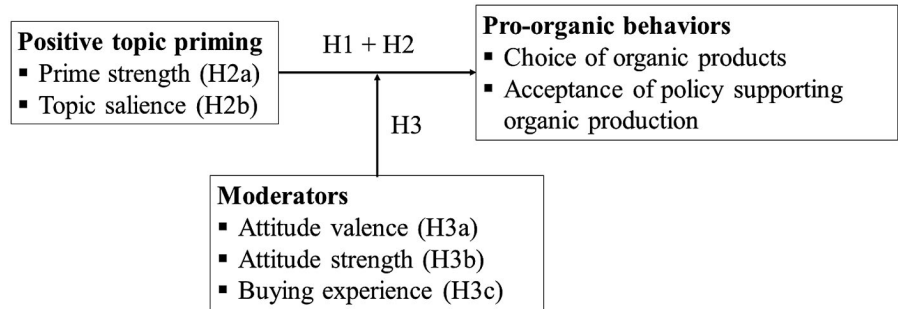 Positive topic priming
▪ Prime strength (H2a)
▪ Topic salience (H2b)
H1 + H2
Pro-organic behaviors
▪ Choice of organic products
▪ Acceptance of policy supporting
organic production
H3
Moderators
▪ Attitude valence (H3a)
▪ Attitude strength (H3b)
▪ Buying experience (H3c)